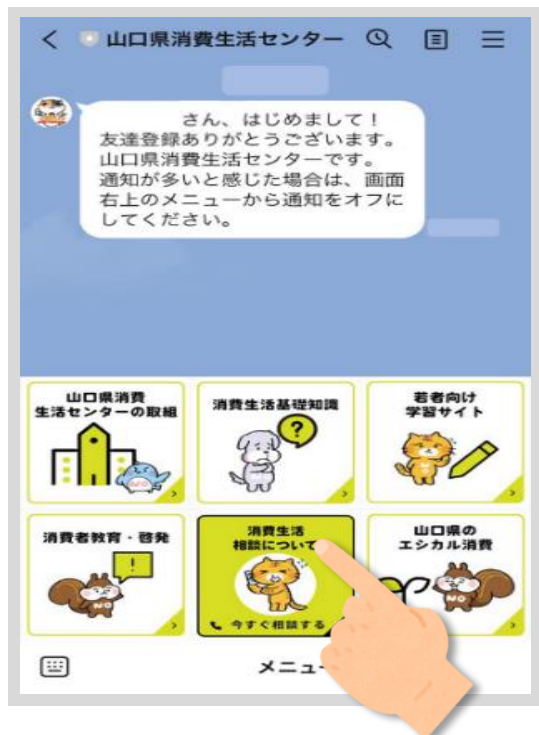 山口県消費生活センター
さん、はじめまして！
友達登録ありがとうございます。
山口県消費生活センターです。
通知が多いと感じた場合は、画面
右上のメニューから通知をオフに
してください。
山口県消費
生活センターの取組
消費生活基礎知識
?
若者向け
学習サイト
NO
消費者教育・啓発
!
NO
消費生活
相談について
今すぐ相談する
山口県の
エシカル消費
NO
メニュー